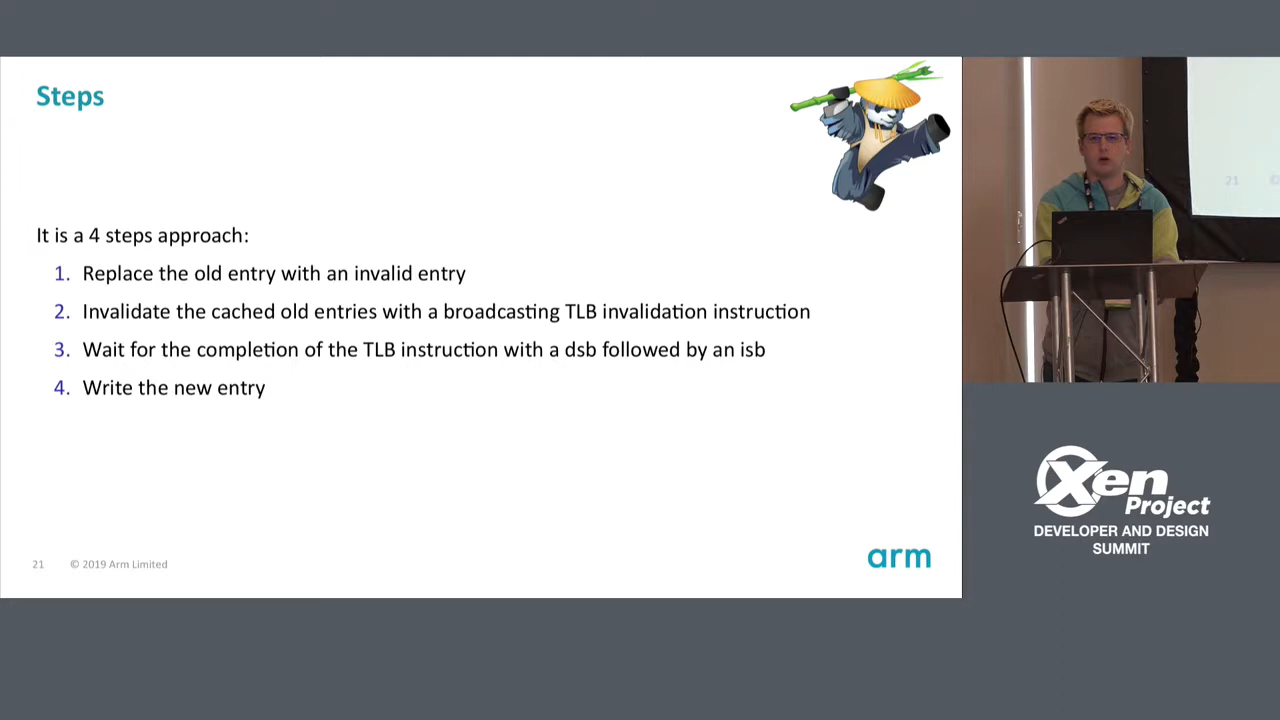 Steps
It is a 4 steps approach:
1. Replace the old entry with an invalid entry
2. Invalidate the cached old entries with a broadcasting TLB invalidation instruction
3. Wait for the completion of the TLB instruction with a dsb followed by an isb
4. Write the new entry
21 © 2019 Arm Limited
arm
21 ©
Xen
Project
DEVELOPER AND DESIGN
SUMMIT